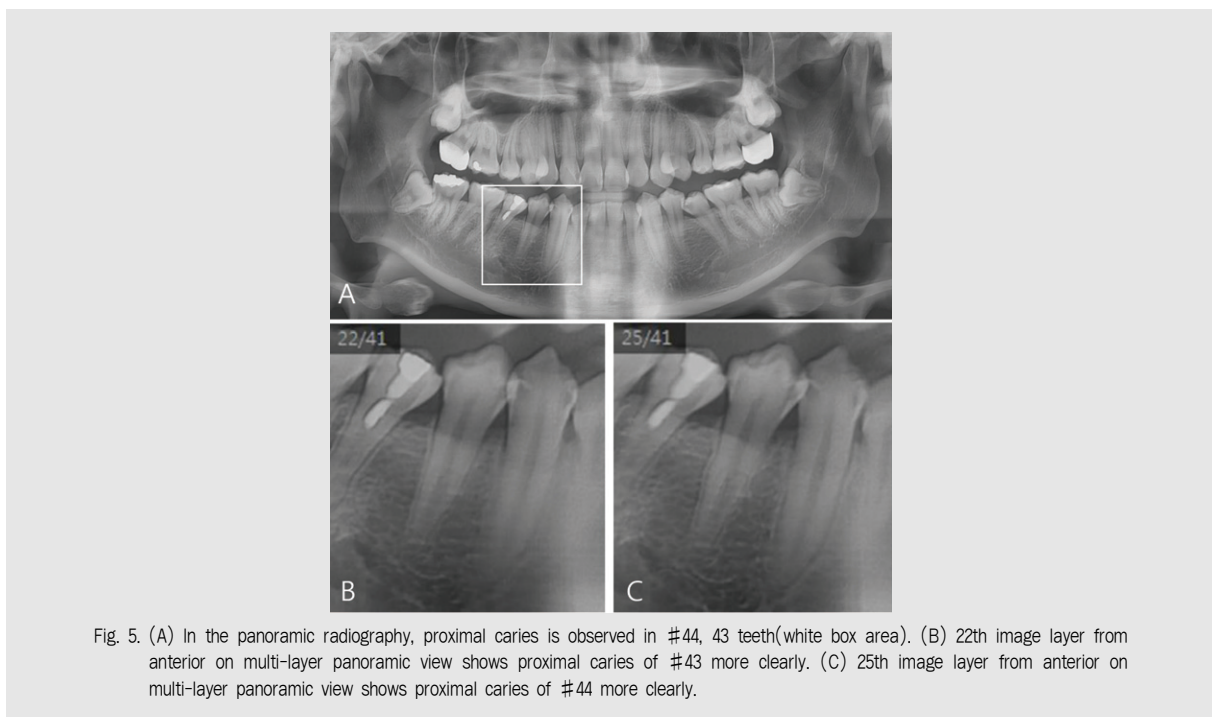 A
22/41
25/41
B
C
Fig. 5. (A) In the panoramic radiography, proximal caries is observed in ♯44, 43 teeth(white box area). (B) 22th image layer from
anterior on multi-layer panoramic view shows proximal caries of ♯43 more clearly. (C) 25th image layer from anterior on
multi-layer panoramic view shows proximal caries of ♯44 more clearly.